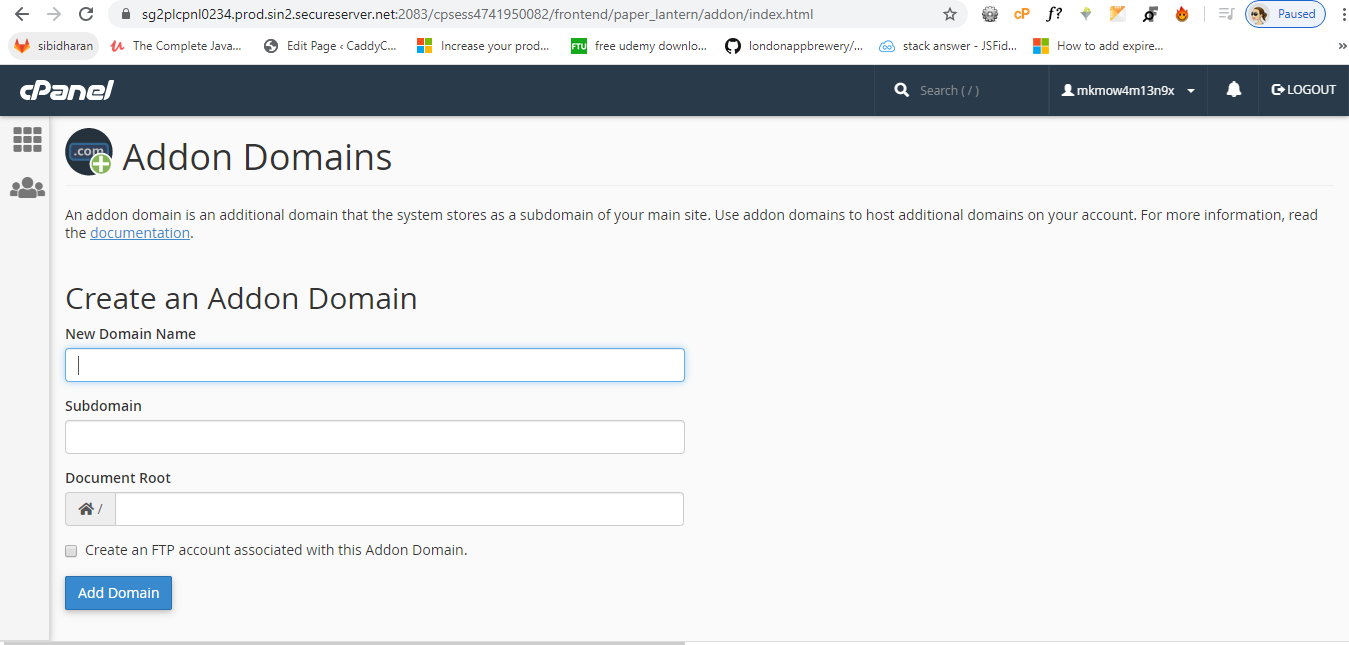 sg2plcpnl0234.prod.sin2.secureserver.net:2083/cpsess4741950082/frontend/paper_lantern/addon/index.html
cP
f?
Paused
sibidharan
The Complete Java...
Edit Page ‹ CaddyC...
Increase your prod...
FTU
free udemy downlo...
londonappbrewery/...
stack answer - JSFid...
How to add expire...
»
cPanel
Search ( / )
mkmow4m13n9x
LOGOUT
.com
Addon Domains
An addon domain is an additional domain that the system stores as a subdomain of your main site. Use addon domains to host additional domains on your account. For more information, read
the documentation.
Create an Addon Domain
New Domain Name
Subdomain
Document Root
/
Create an FTP account associated with this Addon Domain.
Add Domain